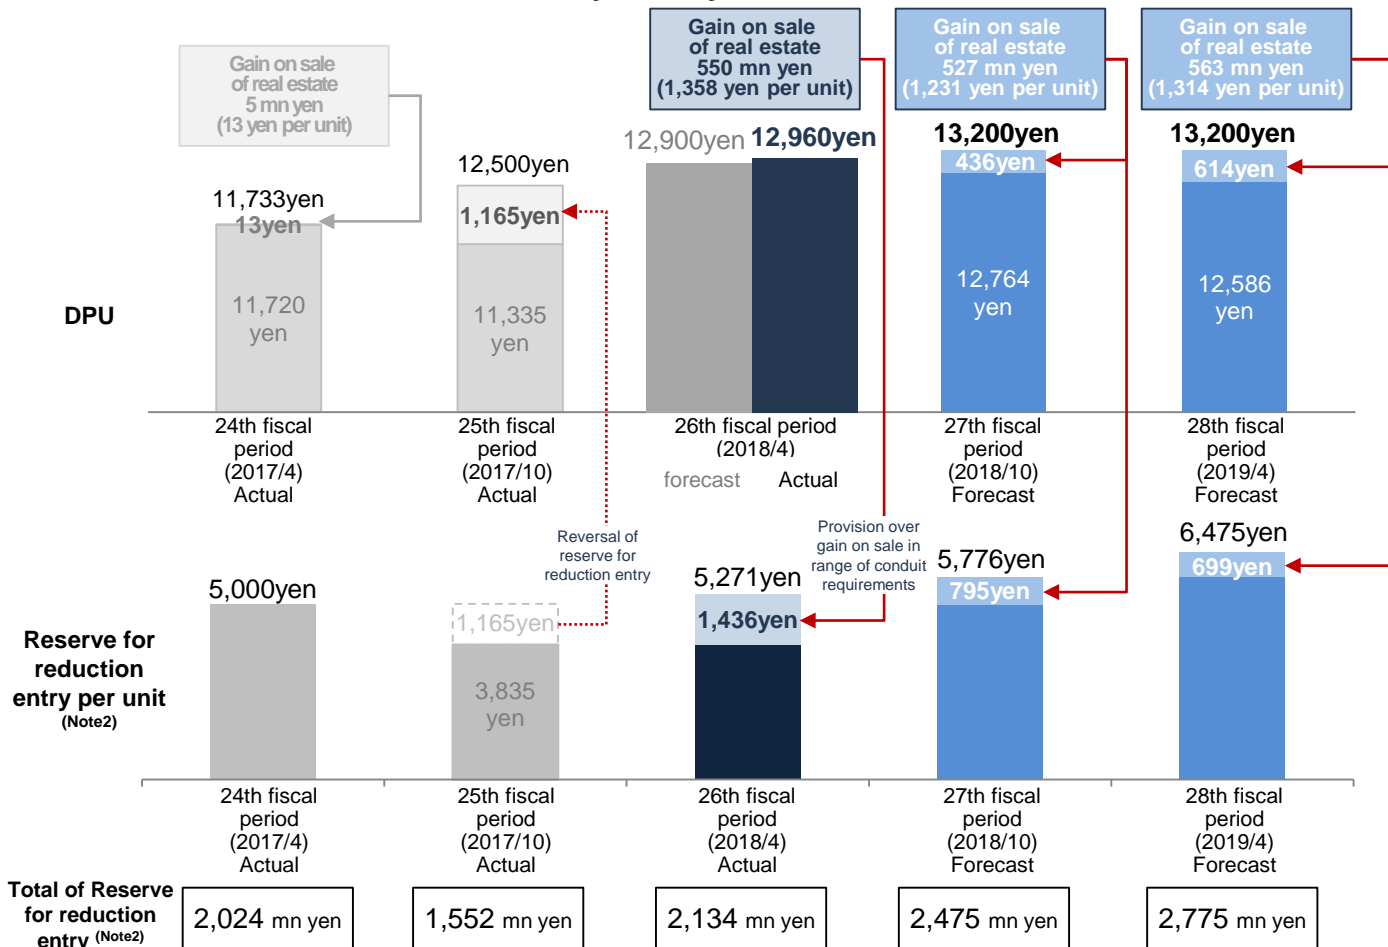 Gain on sale
of real estate
5 mn yen
(13 yen per unit)
Gain on sale
of real estate
550 mn yen
(1,358 yen per unit)
Gain on sale
of real estate
527 mn yen
(1,231 yen per unit)
Gain on sale
of real estate
563 mn yen
(1,314 yen per unit)
DPU
11,733yen
13yen
11,720
yen
12,500yen
1,165yen
11,335
yen
12,900yen
12,960yen
13,200yen
436yen
12,764
yen
13,200yen
614yen
12,586
yen
24th fiscal
period
(2017/4)
Actual
25th fiscal
period
(2017/10)
Actual
26th fiscal period
(2018/4)
forecast
Actual
27th fiscal
period
(2018/10)
Forecast
28th fiscal
period
(2019/4)
Forecast
Reversal of
reserve for
reduction entry
Provision over
gain on sale in
range of conduit
requirements
Reserve for
reduction
entry per unit
(Note2)
5,000yen
1,165yen
3,835
yen
5,271yen
1,436yen
5,776yen
795yen
6,475yen
699yen
24th fiscal
period
(2017/4)
Actual
25th fiscal
period
(2017/10)
Actual
26th fiscal
period
(2018/4)
Actual
27th fiscal
period
(2018/10)
Forecast
28th fiscal
period
(2019/4)
Forecast
Total of Reserve
for reduction
entry (Note2)
2,024 mn yen
1,552 mn yen
2,134 mn yen
2,475 mn yen
2,775 mn yen